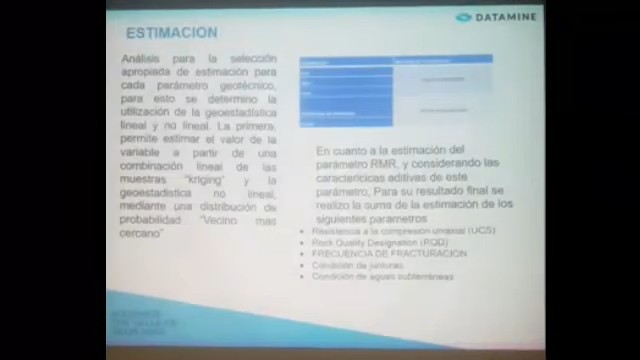 DATAMINE
ESTIMACION
Análisis para la selección
apropiada de estimación para
cada parámetro geotécnico,
para esto se determino la
utilización de la geoestadística
lineal y no lineal. La primera,
permite estimar el valor de la
variable a partir de una
combinación lineal de las
muestras "kriging" y la
geoestadística no lineal,
mediante una distribución de
probabilidad "Vecino mas
cercano"
En cuanto a la estimación del
parámetro RMR, y considerando las
caracterícicas aditivas de este
parámetro, Para su resultado final se
realizo la suma de la estimación de los
siguientes parametros
• Resistencia a la compresión uniaxial (UCS)
• Rock Quality Designation (RQD)
• FRECUENCIA DE FRACTURACION
• Condición de junturas
• Condición de aguas subterráneas